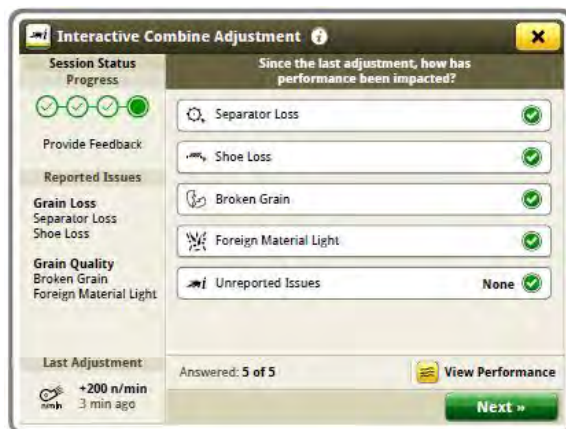 Interactive Combine Adjustment
Session Status
Progress
Provide Feedback
Reported Issues
Grain Loss
Separator Loss
Shoe Loss
Grain Quality
Broken Grain
Foreign Material Light
Last Adjustment
+200 n/min
3 min ago
Since the last adjustment, how has
performance been impacted?
Separator Loss
Shoe Loss
Broken Grain
Foreign Material Light
Unreported Issues None
Answered: 5 of 5
View Performance
Next »